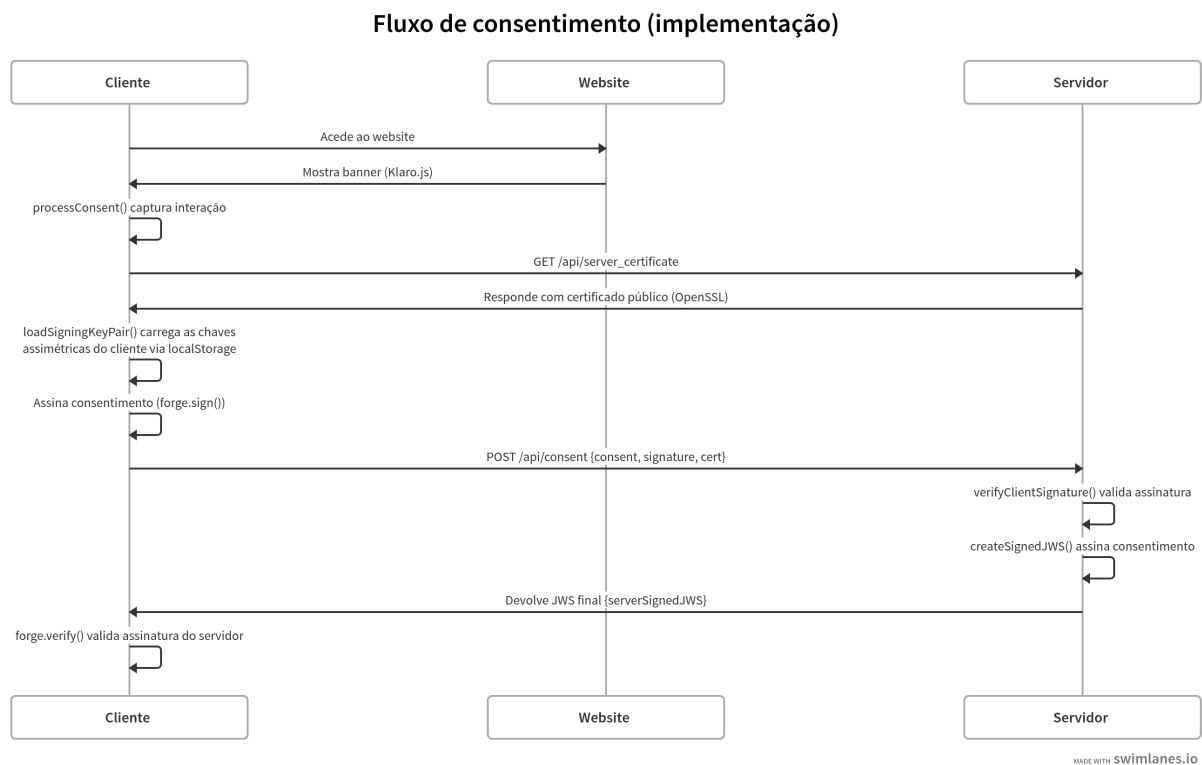 Fluxo de consentimento (implementação)
Cliente
Website
Servidor
Acede ao website
Mostra banner (Klaro.js)
processConsent() captura interação
GET /api/server_certificate
Responde com certificado público (OpenSSL)
loadSigningKeyPair() carrega as chaves
assimétricas do cliente via localStorage
Assina consentimento (forge.sign())
POST /api/consent {consent, signature, cert}
verifyClientSignature() valida assinatura
createSignedJWS() assina consentimento
Devolve JWS final {serverSignedJWS}
forge.verify() valida assinatura do servidor
Cliente
Website
Servidor
MADE WITH swimlanes.io